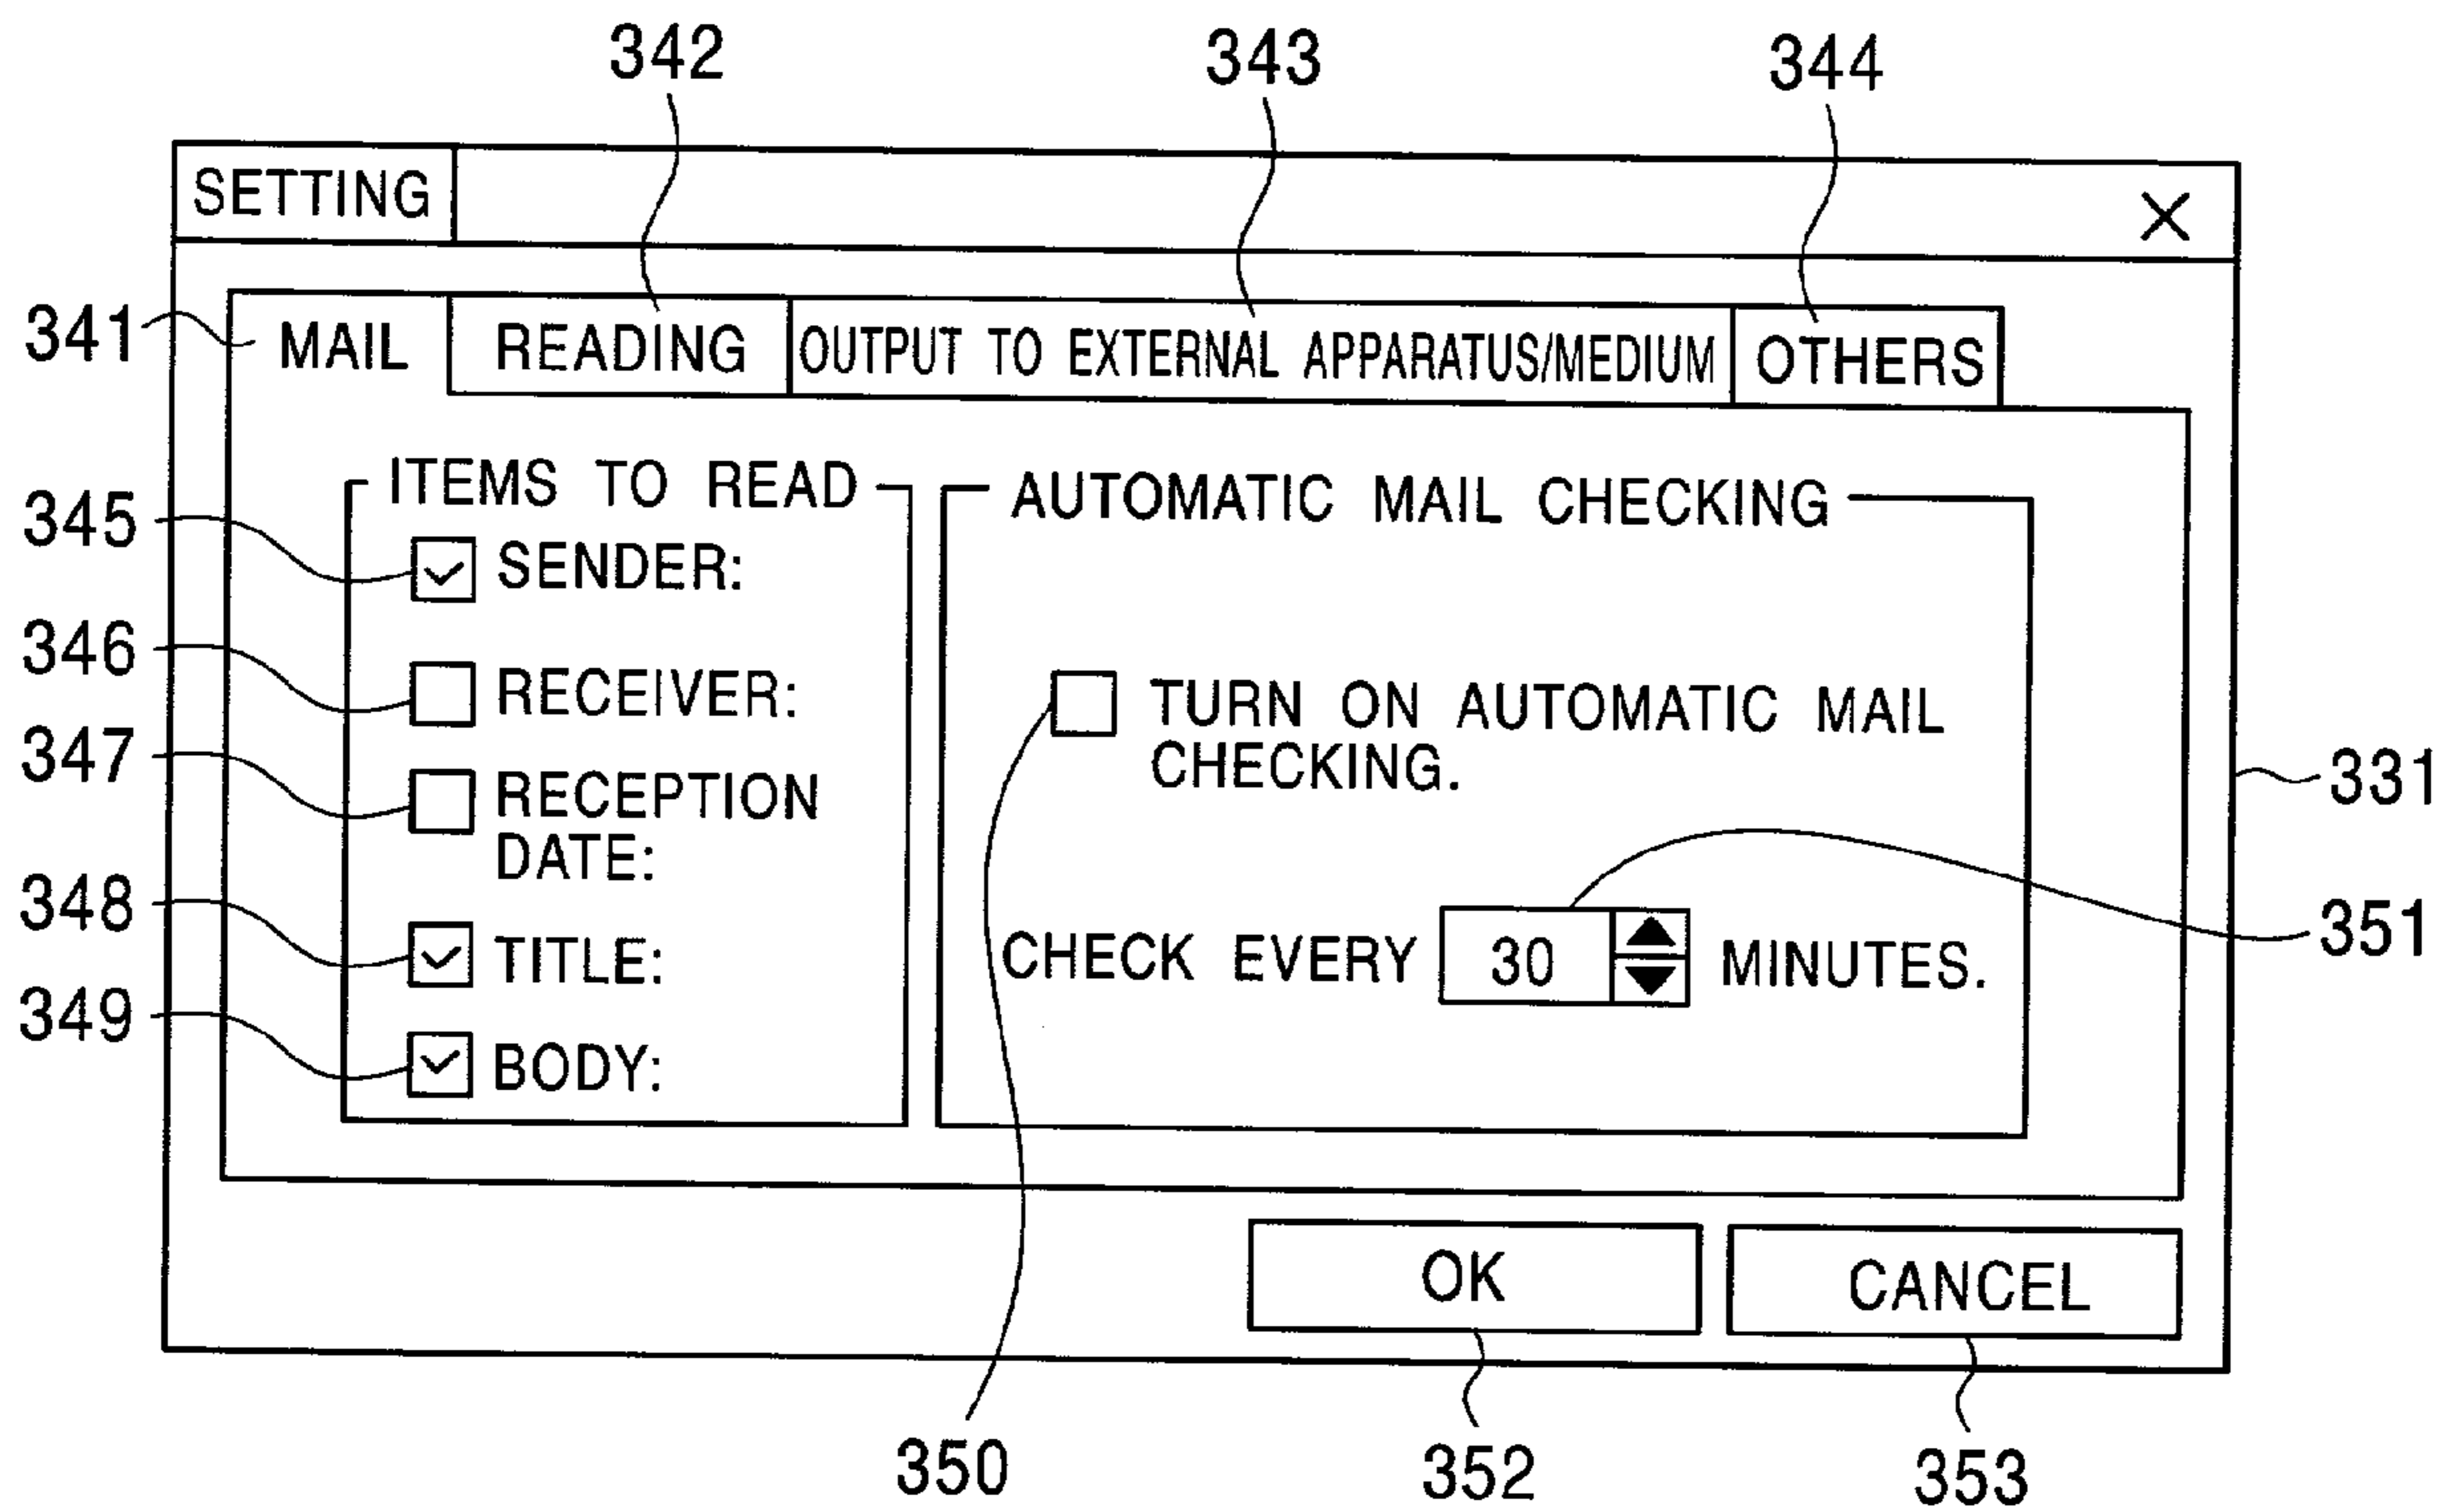 342 343 344
SETTING
341 MAIL READING OUTPUT TO EXTERNAL APPARATUS/MEDIUM OTHERS
ITEMS TO READ
345 SENDER:
346 RECEIVER:
347 RECEPTION
DATE:
348 TITLE:
349 BODY:
AUTOMATIC MAIL CHECKING
TURN ON AUTOMATIC MAIL
CHECKING.
331
CHECK EVERY 30 MINUTES.
351
OK CANCEL
350 352 353